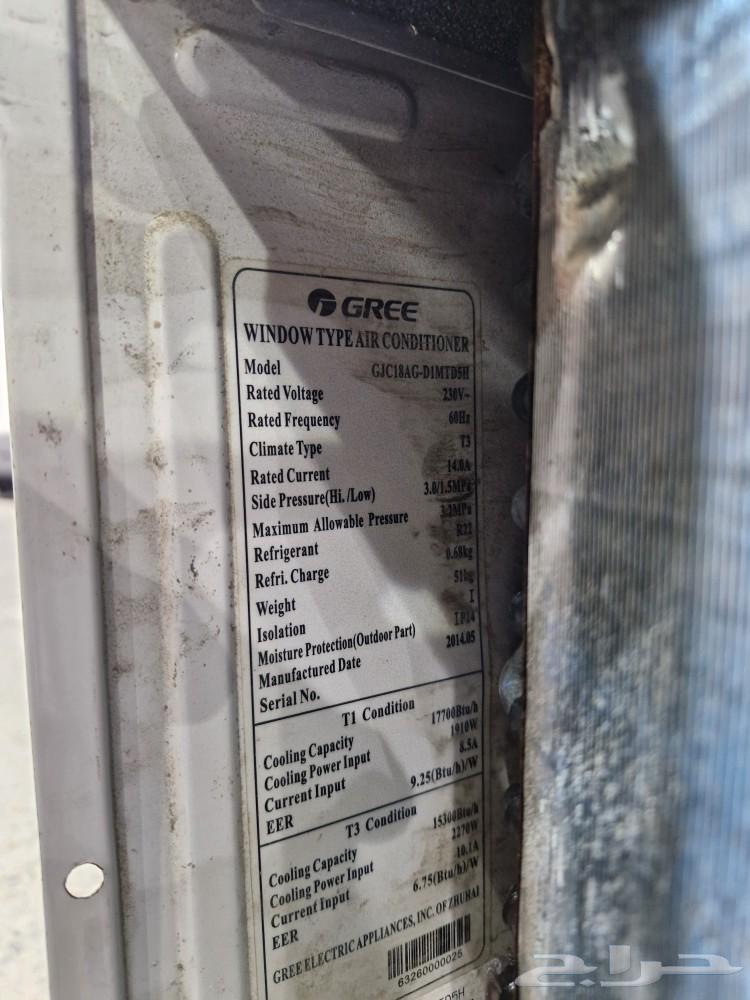 GREE
WINDOW TYPE AIR CONDITIONER
Model GJC18AG-D1MTD5H
Rated Voltage 230V~
Rated Frequency 60Hz
Climate Type T3
Rated Current 14.0A
Side Pressure(Hi./Low) 3.0/1.5MPa
Maximum Allowable Pressure 3.2MPa
Refrigerant R22
Refri. Charge 0.68kg
Weight 51kg
Isolation I
Moisture Protection(Outdoor Part) IP14
Manufactured Date 2014.05
Serial No.
T1 Condition
Cooling Capacity 17700Btu/h
Cooling Power Input 1910W
Current Input 8.5A
EER 9.25(Btu/h)/W
T3 Condition
Cooling Capacity 15300Btu/h
Cooling Power Input 2270W
Current Input 10.1A
EER 6.75(Btu/h)/W
GREE ELECTRIC APPLIANCES, INC. OF ZHUHAI
63260000025
حراج